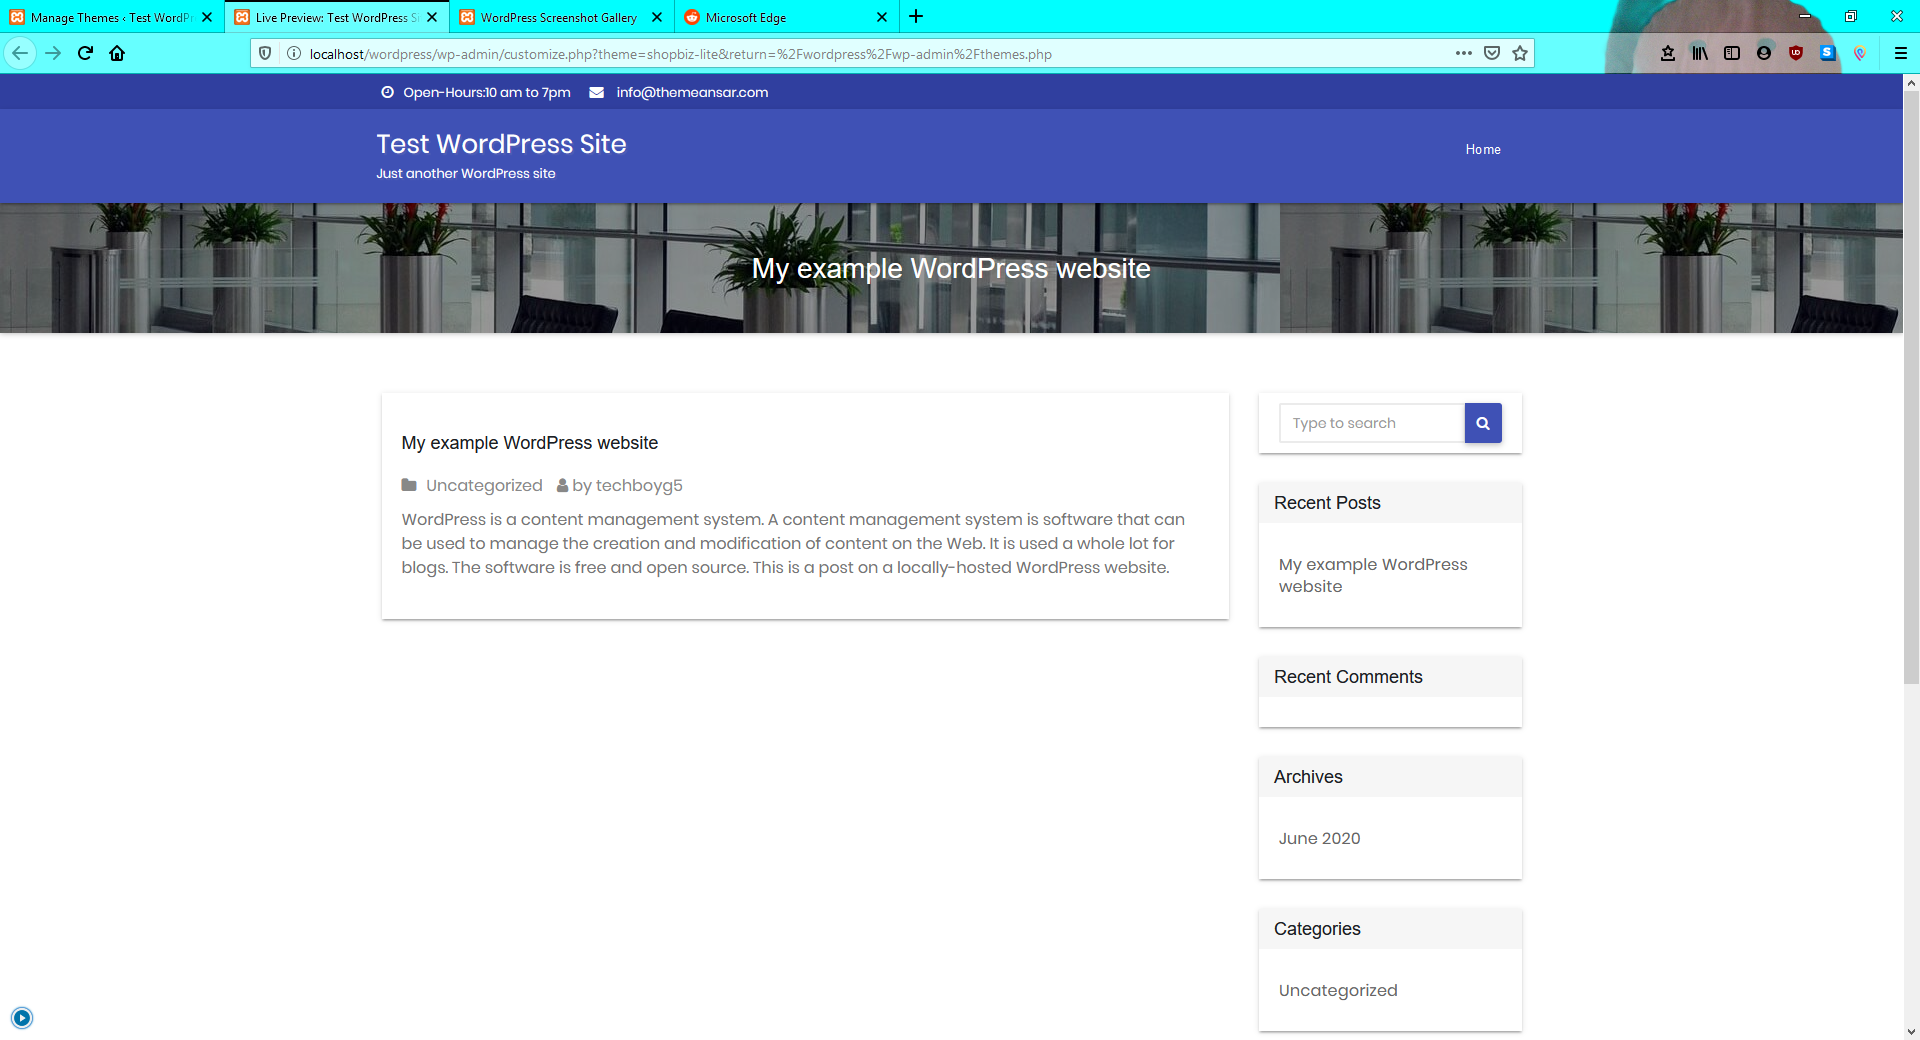 Manage Themes ‹ Test WordPr
Live Preview: Test WordPress S
WordPress Screenshot Gallery
Microsoft Edge
localhost/wordpress/wp-admin/customize.php?theme=shopbiz-lite&return=%2Fwordpress%2Fwp-admin%2Fthemes.php
Open-Hours:10 am to 7pm
info@themeansar.com
Test WordPress Site
Just another WordPress site
Home
My example WordPress website
My example WordPress website
Uncategorized
by techboyg5
WordPress is a content management system. A content management system is software that can
be used to manage the creation and modification of content on the Web. It is used a whole lot for
blogs. The software is free and open source. This is a post on a locally-hosted WordPress website.
Type to search
Recent Posts
My example WordPress
website
Recent Comments
Archives
June 2020
Categories
Uncategorized